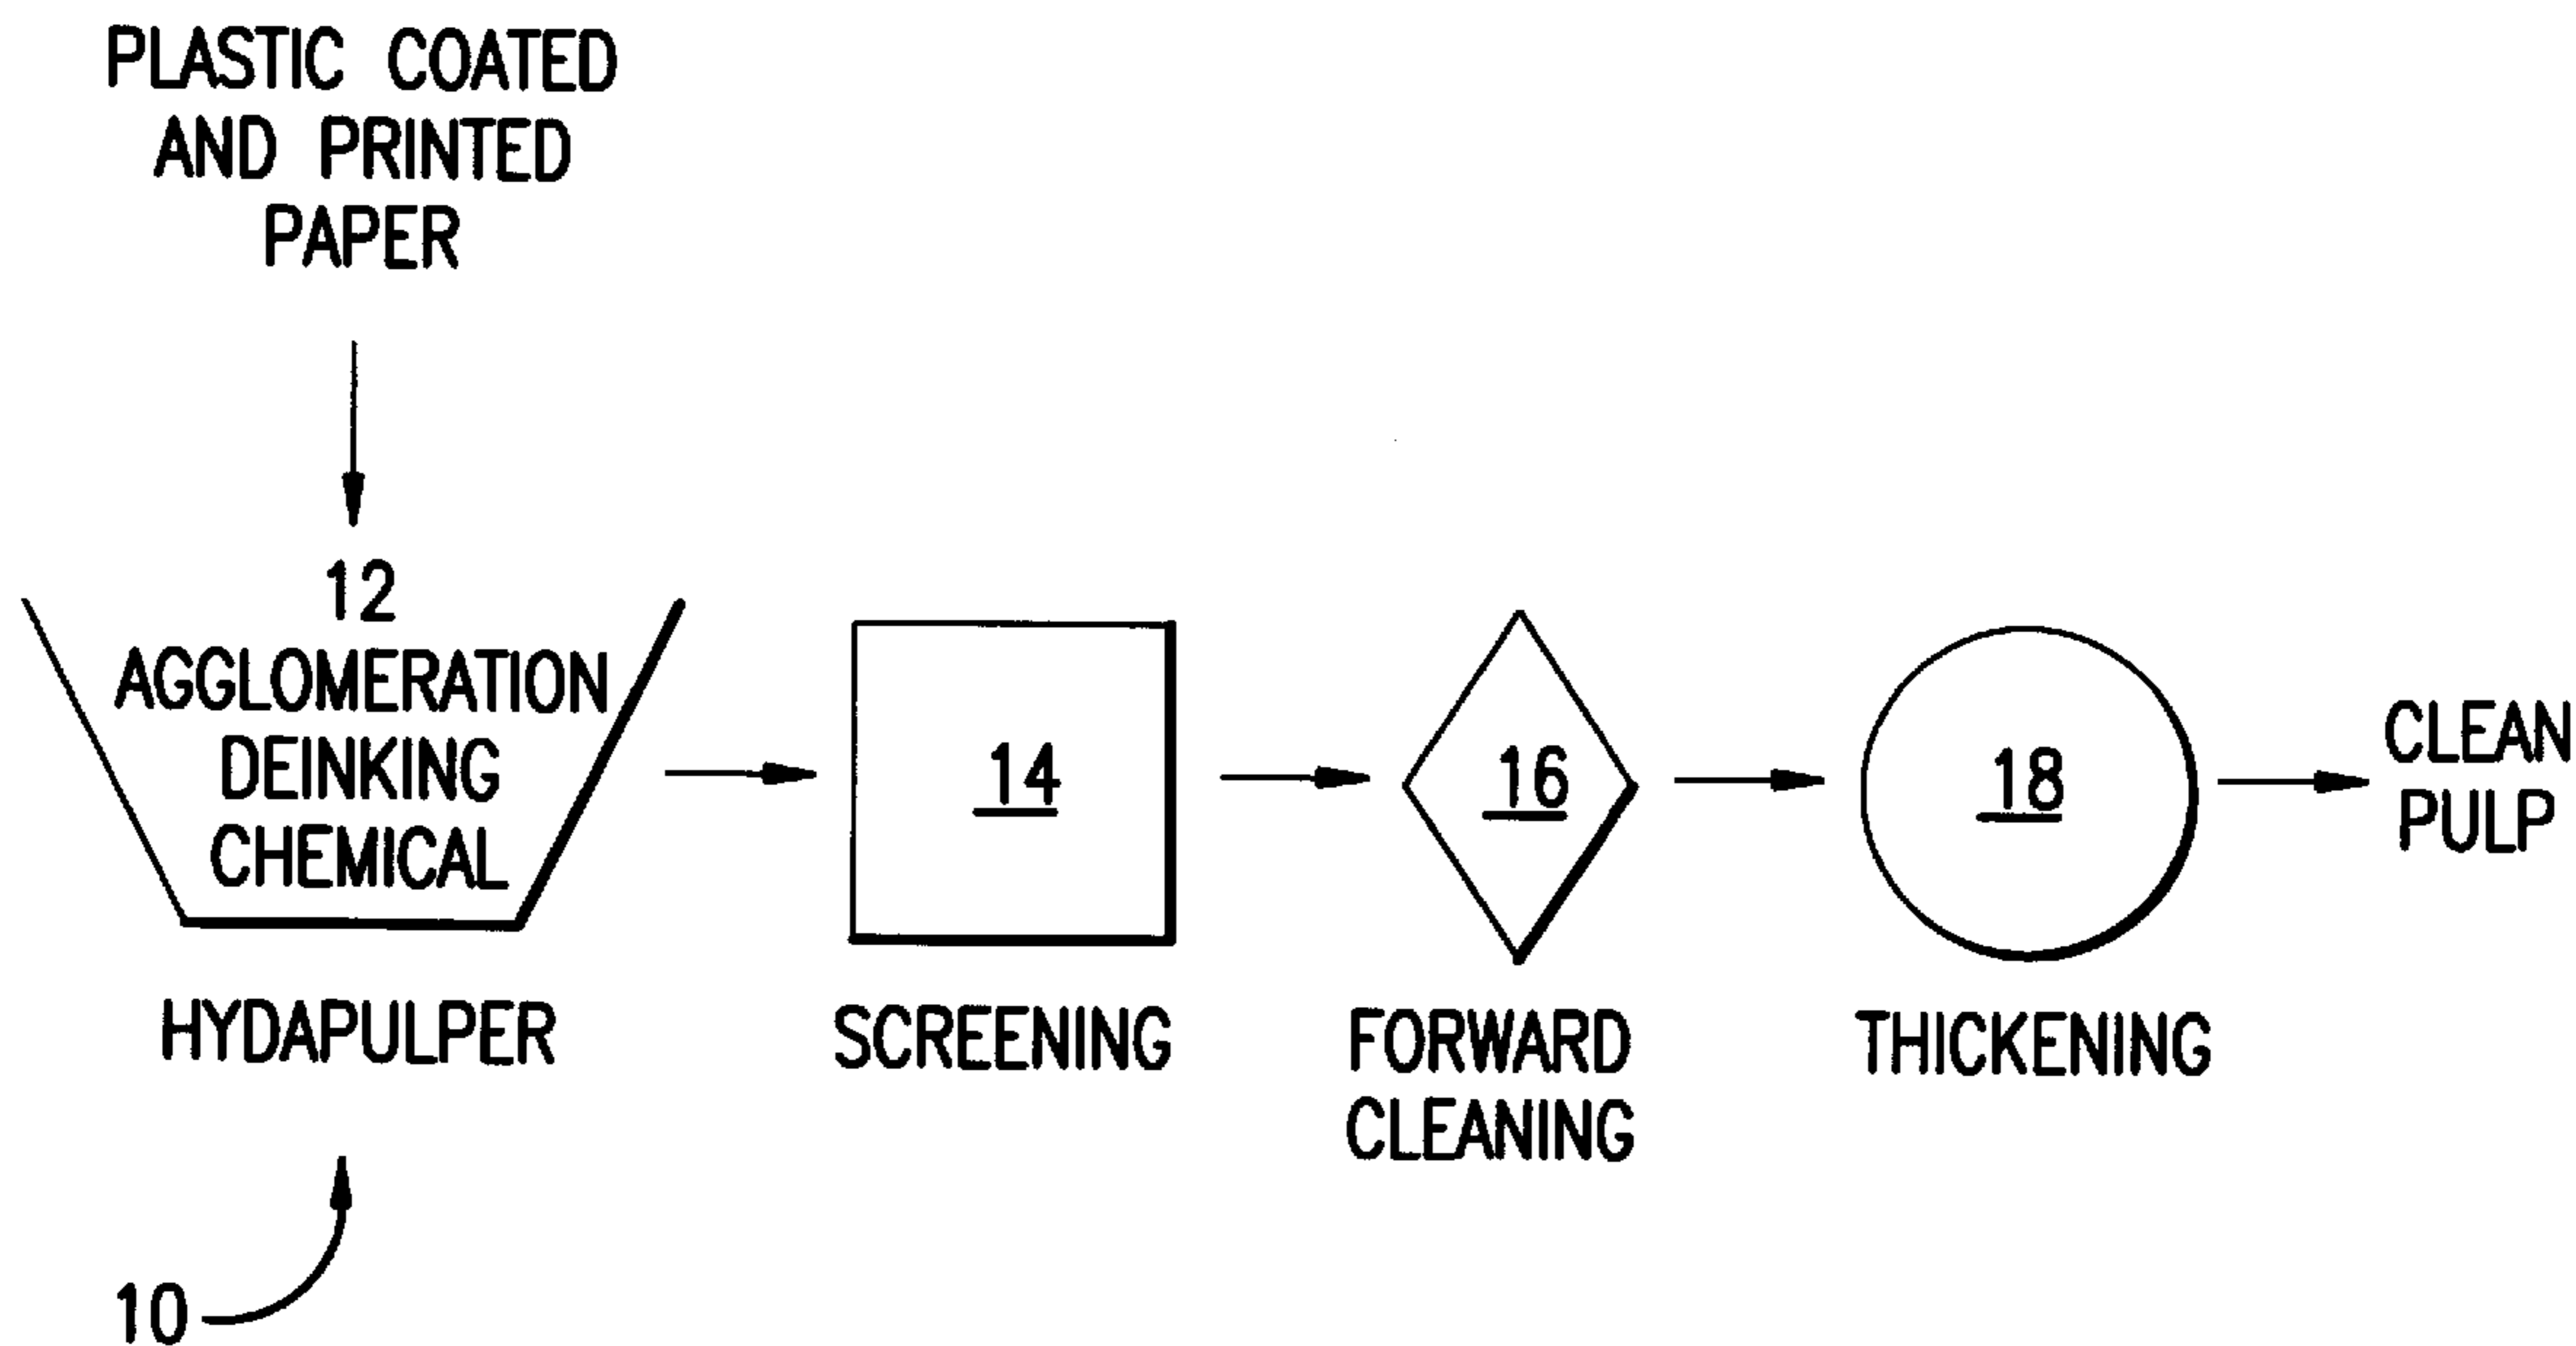 PLASTIC COATED
AND PRINTED
PAPER
12
AGGLOMERATION
DEINKING
CHEMICAL
HYDAPULPER
10
14
SCREENING
16
FORWARD
CLEANING
18
THICKENING
CLEAN
PULP